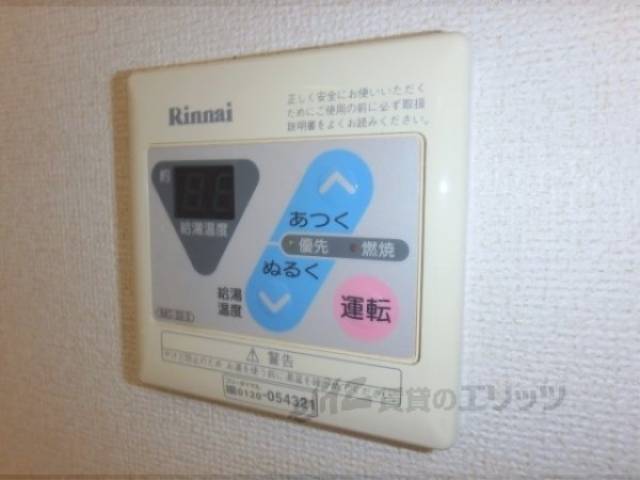 Rinnai
正しく安全にお使いいただく
ためにご使用の前に必ず取扱
説明書をよくお読みください。
給湯温度
あつく
優先 燃焼
ぬるく
給湯
温度
運転
警告
0120-054321
賃貸のエリッツ